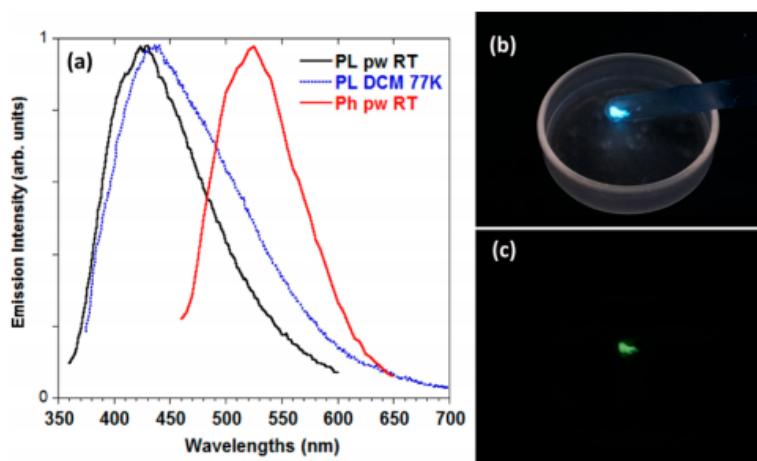 (a)
PL pw RT
PL DCM 77K
Ph pw RT
1
0
Emission Intensity (arb. units)
350 400 450 500 550 600 650 700
Wavelengths (nm)
(b)
(c)